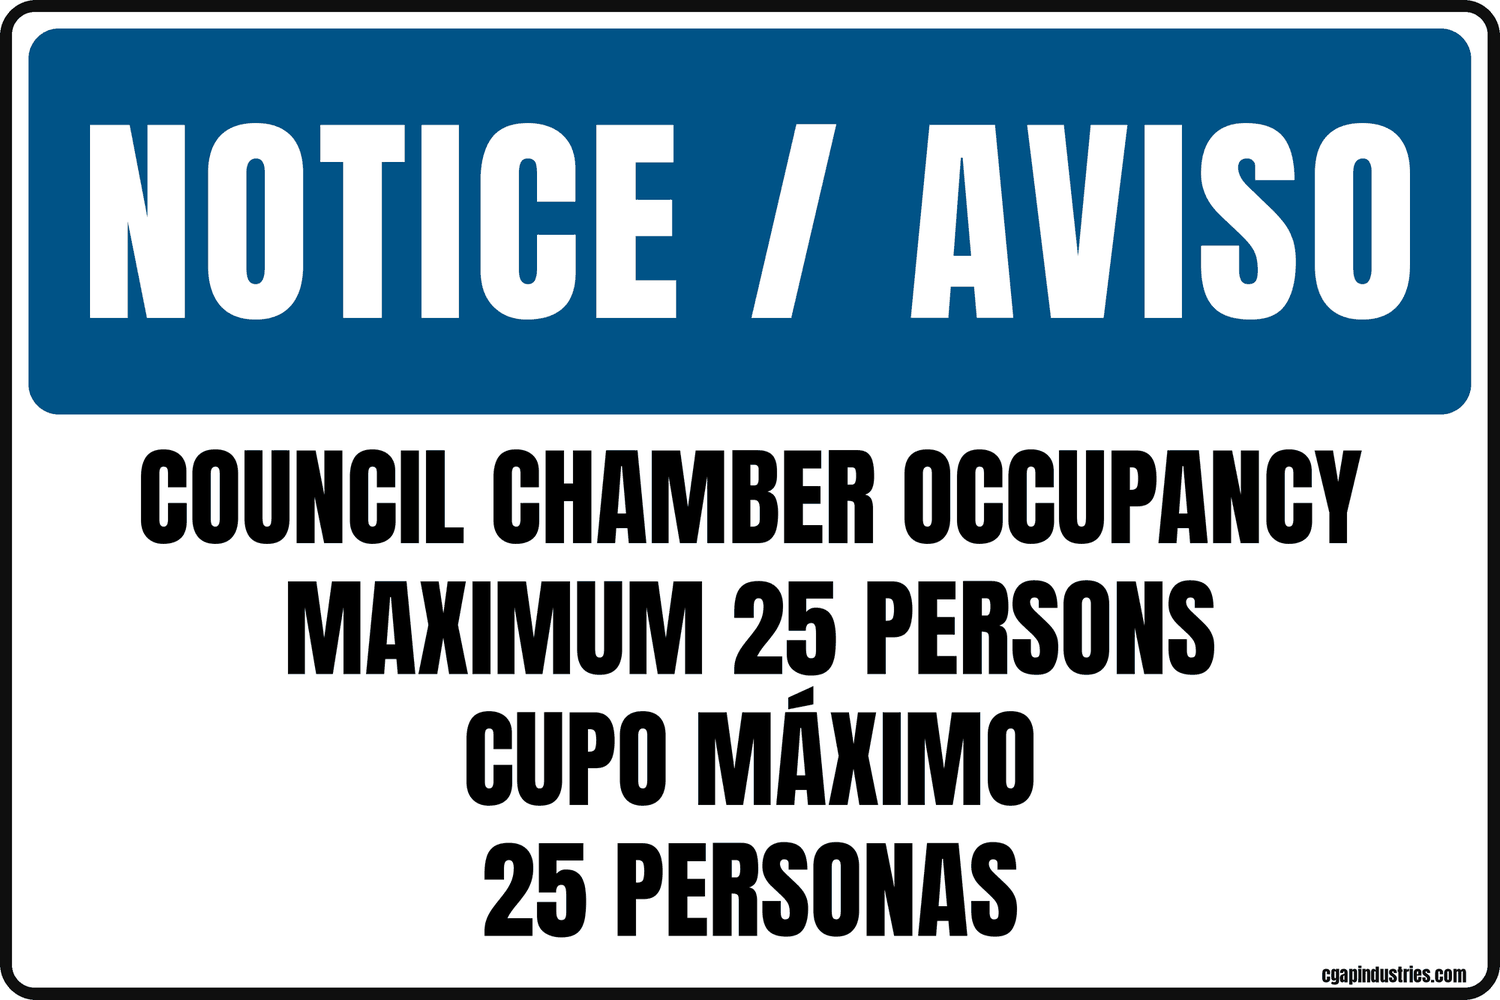 NOTICE / AVISO
COUNCIL CHAMBER OCCUPANCY
MAXIMUM 25 PERSONS
CUPO MÁXIMO
25 PERSONAS
cgapindustries.com